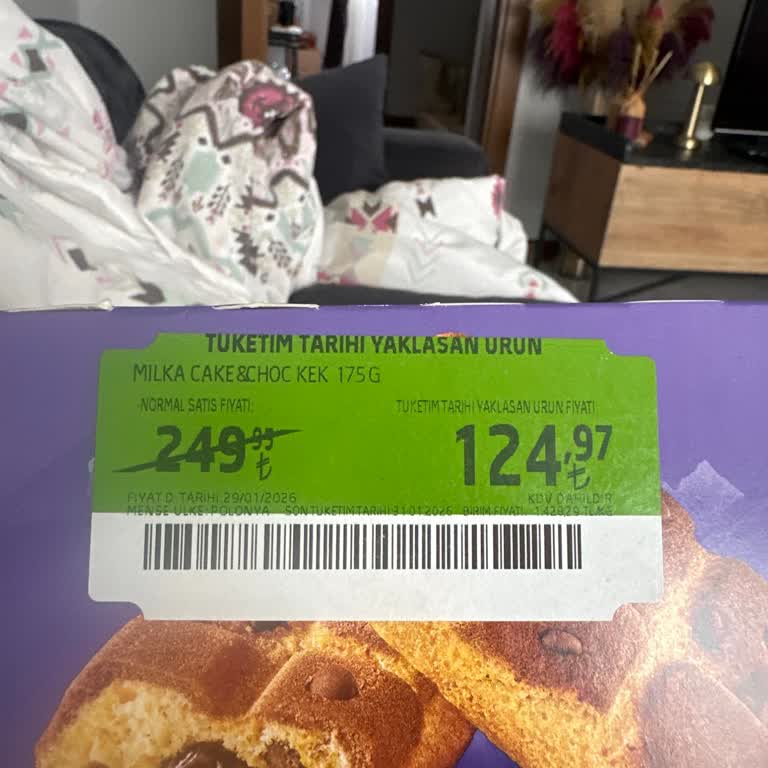 TUKETIM TARIHI YAKLASAN URUN
MILKA CAKE&CHOC KEK 175 G
NORMAL SATIS FIYATI:
TUKETIM TARIHI YAKLASAN URUN FIYATI
249,95 ₺
124,97 ₺
FIYAT D. TARIHI 29/01/2026
KDV DAHILDIR
MENSE ULKE: POLONYA SON TUKETIM TARIHI 31.01.2026 BIRIM FIYATI